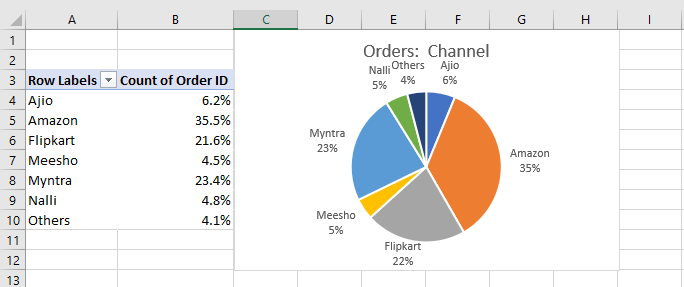 A B C D E F G H I
1
2
3 Row Labels Count of Order ID
4 Ajio 6.2%
5 Amazon 35.5%
6 Flipkart 21.6%
7 Meesho 4.5%
8 Myntra 23.4%
9 Nalli 4.8%
10 Others 4.1%
11
12
13
Orders: Channel
Nalli
5%
Others
4%
Ajio
6%
Myntra
23%
Amazon
35%
Meesho
5%
Flipkart
22%